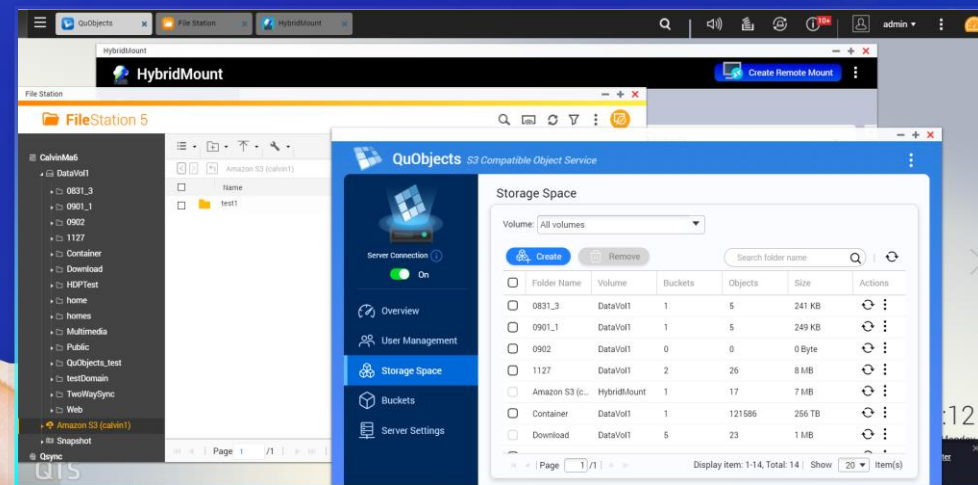 QuObjects
File Station
HybridMount
10+
admin
HybridMount
HybridMount
Create Remote Mount
File Station
FileStation 5
CalvinMa6
DataVol1
0831_3
0901_1
0902
1127
Container
Download
HDPTest
home
homes
Multimedia
Public
QuObjects_test
testDomain
TwoWaySync
Web
Amazon S3 (calvin1)
Snapshot
Qsync
QTS
Amazon S3 (calvin1)
Name
test1
Page 1 /1
QuObjects S3 Compatible Object Service
Server Connection
On
Overview
User Management
Storage Space
Buckets
Server Settings
Storage Space
Volume: All volumes
Create Remove Search folder name
Folder Name Volume Buckets Objects Size Actions
0831_3 DataVol1 1 5 241 KB
0901_1 DataVol1 1 5 249 KB
0902 DataVol1 0 0 0 Byte
1127 DataVol1 2 26 8 MB
Amazon S3 (c... HybridMount 1 17 7 MB
Container DataVol1 1 121586 256 TB
Download DataVol1 5 23 1 MB
Page 1 /1 Display item: 1-14, Total: 14 Show 20 Item(s)
:12